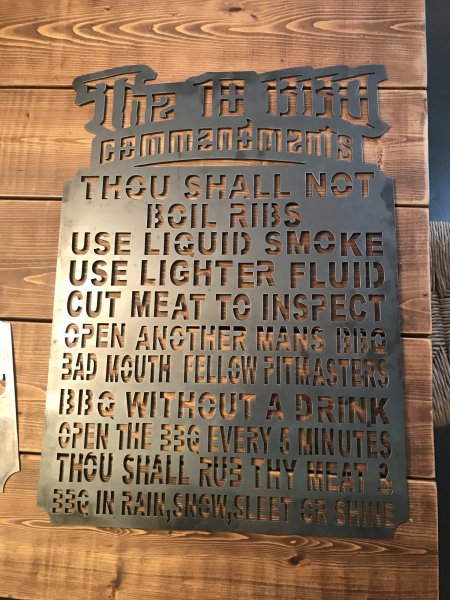 The 10 BBQ
commandments
THOU SHALL NOT
BOIL RIBS
USE LIQUID SMOKE
USE LIGHTER FLUID
CUT MEAT TO INSPECT
OPEN ANOTHER MANS BBQ
BAD MOUTH FELLOW PITMASTERS
BBQ WITHOUT A DRINK
OPEN THE BBQ EVERY 5 MINUTES
THOU SHALL RUB THY MEAT &
BBQ IN RAIN,SNOW,SLEET OR SHINE